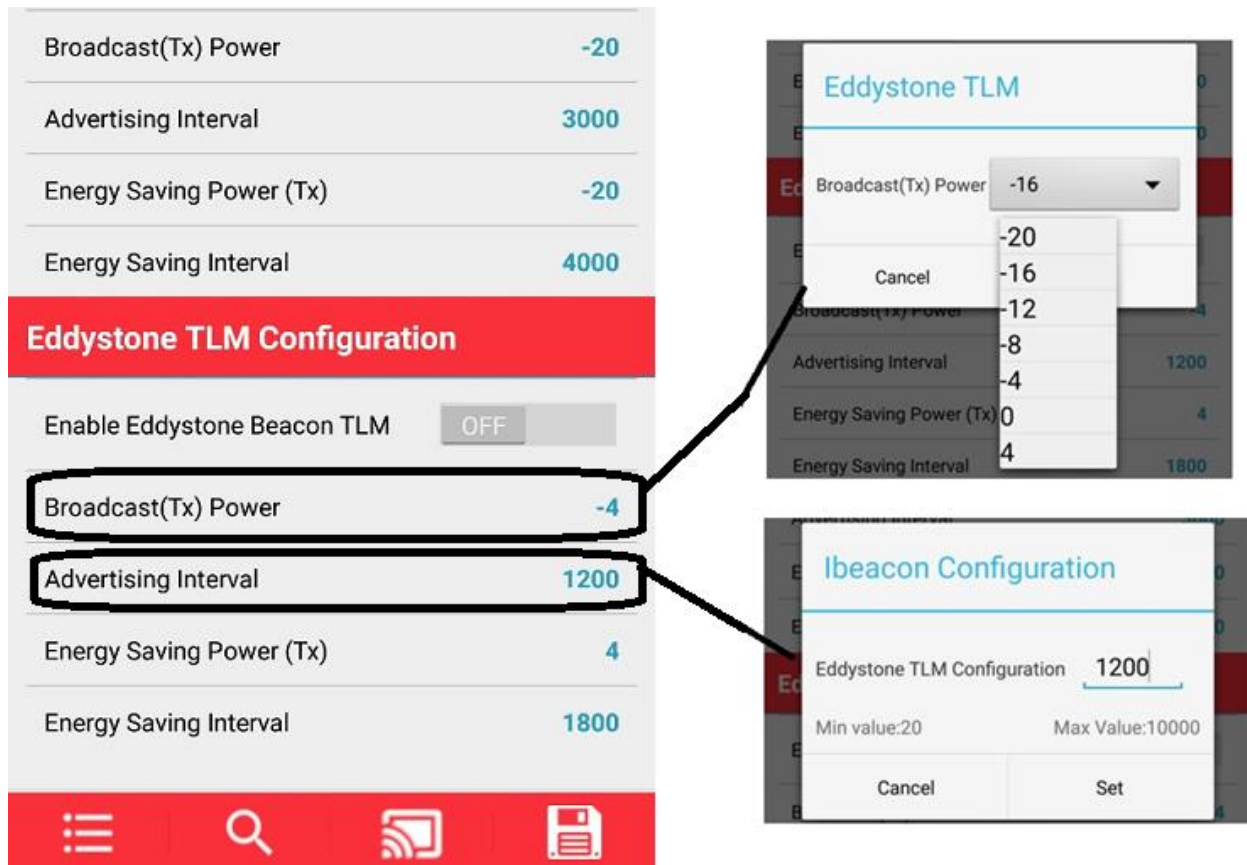 Broadcast(Tx) Power -20
Advertising Interval 3000
Energy Saving Power (Tx) -20
Energy Saving Interval 4000
Eddystone TLM Configuration
Enable Eddystone Beacon TLM OFF
Broadcast(Tx) Power -4
Advertising Interval 1200
Energy Saving Power (Tx) 4
Energy Saving Interval 1800
Eddystone TLM
Broadcast(Tx) Power -16
-20
Cancel -16
-12
-8
-4
0
4
Broadcast(Tx) Power -4
Advertising Interval 1200
Energy Saving Power (Tx) 4
Energy Saving Interval 1800
Ibeacon Configuration
Eddystone TLM Configuration 1200
Min value:20 Max Value:10000
Cancel Set